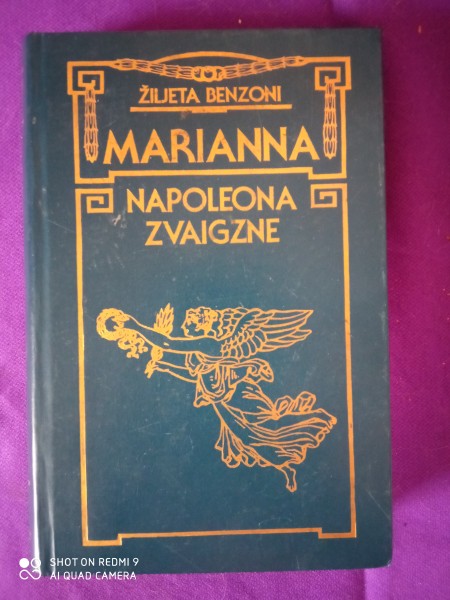 ŽILJETA BENZONI
MARIANNA
NAPOLEONA
ZVAIGZNE
SHOT ON REDMI 9
AI QUAD CAMERA